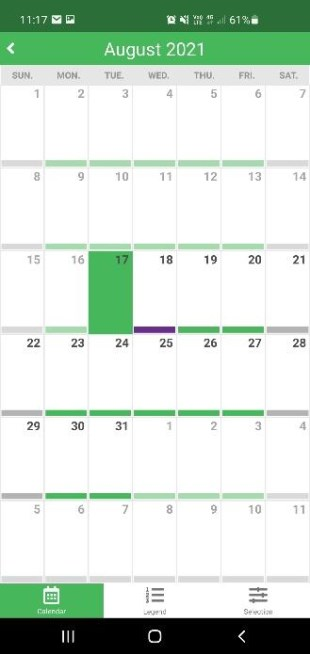 11:17 61%
August 2021
SUN. MON. TUE. WED. THU. FRI. SAT.
1 2 3 4 5 6 7
8 9 10 11 12 13 14
15 16 17 18 19 20 21
22 23 24 25 26 27 28
29 30 31 1 2 3 4
5 6 7 8 9 10 11
Calendar Legend Selection